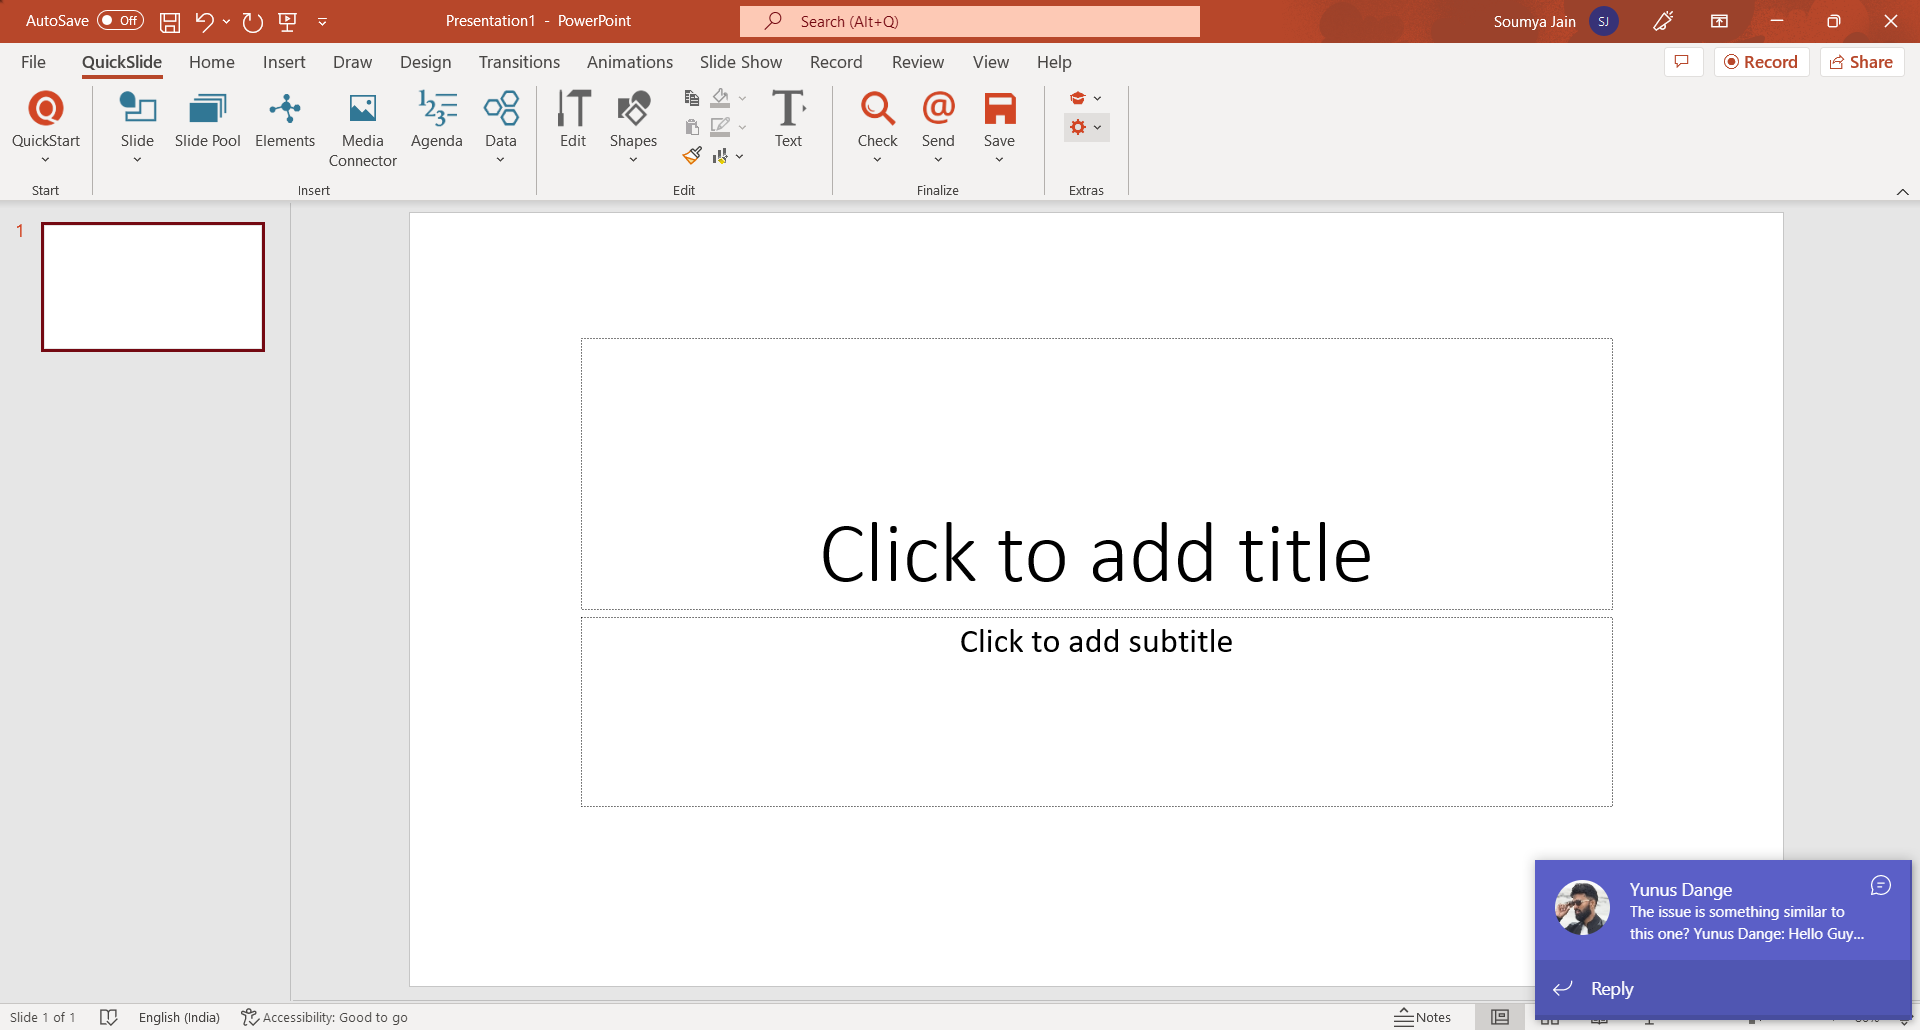 AutoSave Off
Presentation1 - PowerPoint
Search (Alt+Q)
Soumya Jain SJ
File QuickSlide Home Insert Draw Design Transitions Animations Slide Show Record Review View Help
Record Share
QuickStart Slide Slide Pool Elements Media Connector Agenda Data Edit Shapes Text Check Send Save
Start Insert Edit Finalize Extras
1
Click to add title
Click to add subtitle
Yunus Dange
The issue is something similar to
this one? Yunus Dange: Hello Guy...
Reply
Slide 1 of 1 English (India) Accessibility: Good to go Notes